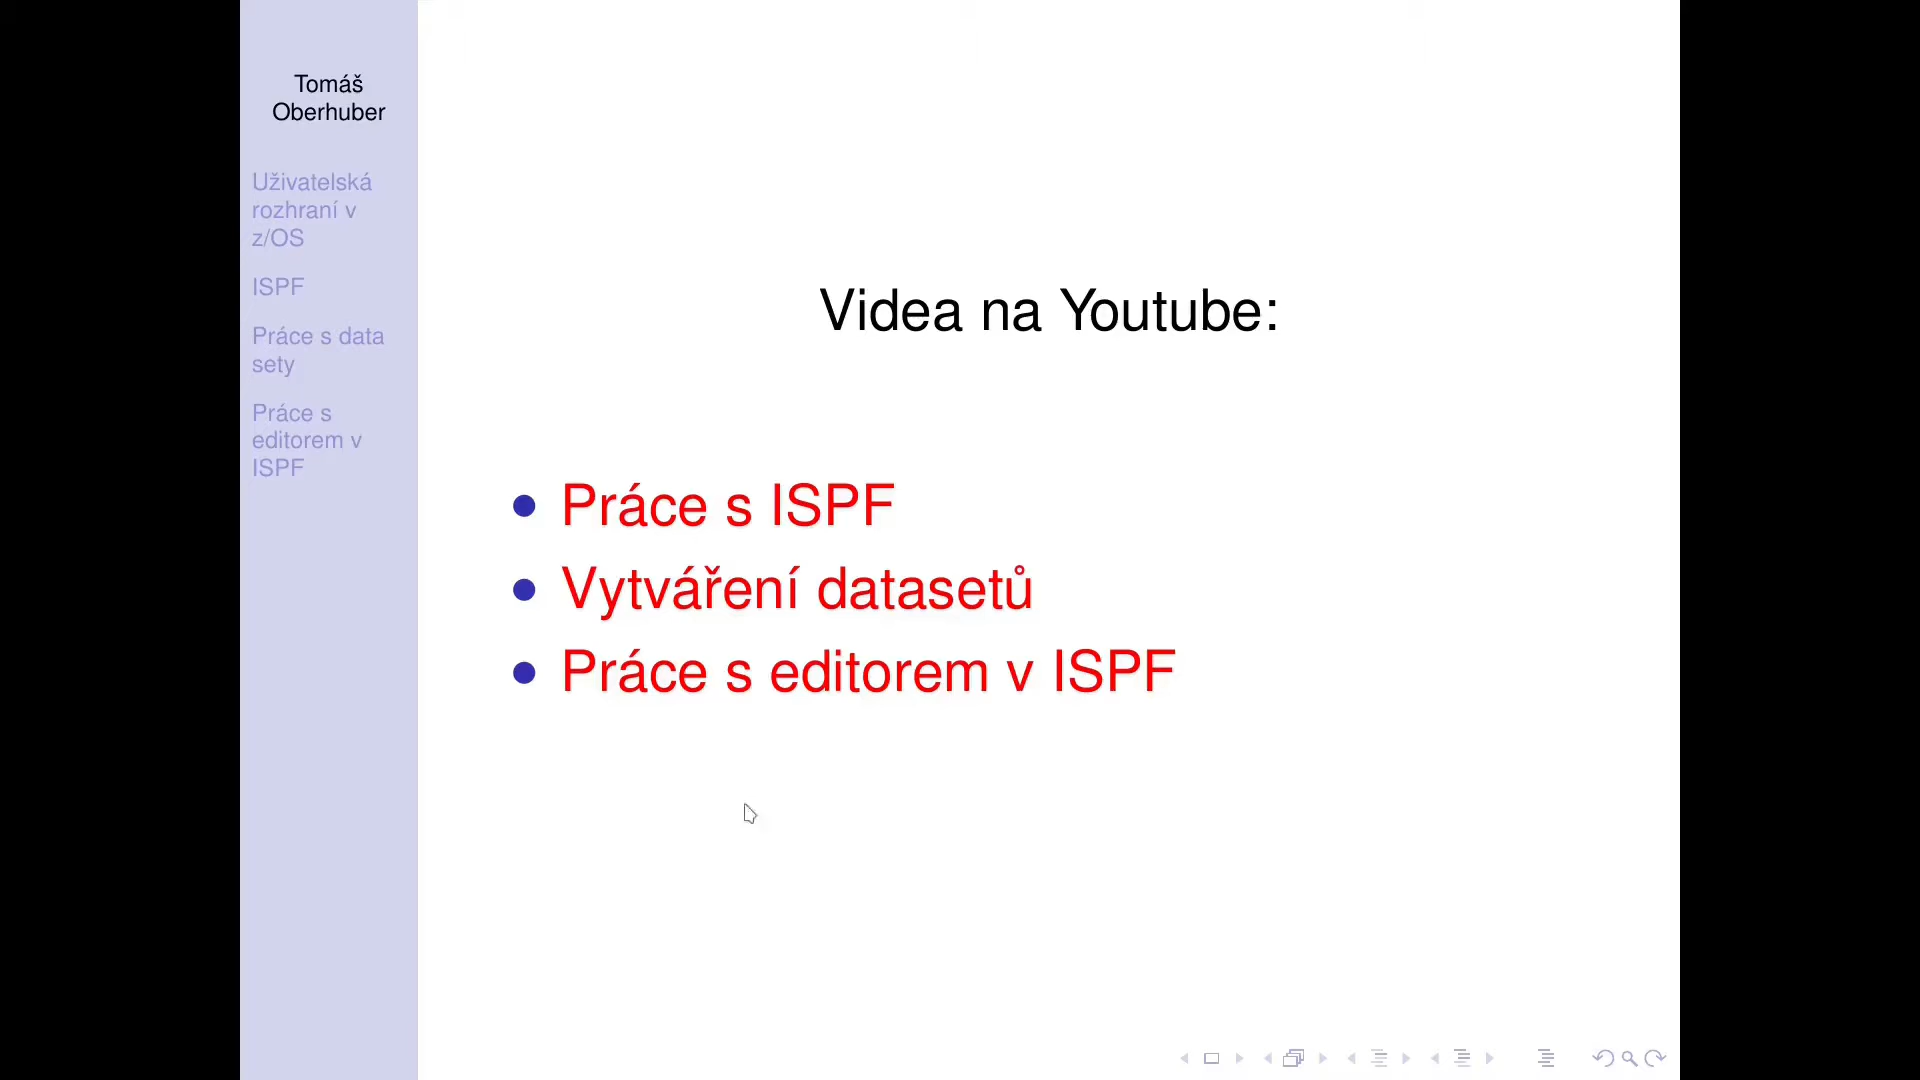 Tomáš
Oberhuber
Uživatelská
rozhraní v
z/OS
ISPF
Práce s data
sety
Práce s
editorem v
ISPF
Videa na Youtube:
Práce s ISPF
Vytváření datasetů
Práce s editorem v ISPF